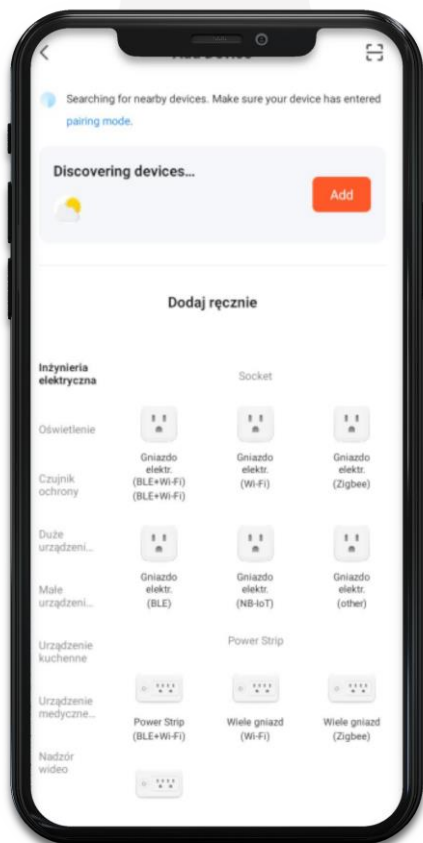 Searching for nearby devices. Make sure your device has entered
pairing mode.
Discovering devices...
Add
Dodaj ręcznie
Inżynieria
elektryczna
Socket
Oświetlenie
Gniazdo
elektr.
(BLE+Wi-Fi)
(BLE+Wi-Fi)
Gniazdo
elektr.
(Wi-Fi)
Gniazdo
elektr.
(Zigbee)
Czujnik
ochrony
Duże
urządzeni...
Gniazdo
elektr.
(BLE)
Gniazdo
elektr.
(NB-IoT)
Gniazdo
elektr.
(other)
Małe
urządzeni...
Urządzenie
kuchenne
Power Strip
Urządzenie
medyczne...
Power Strip
(BLE+Wi-Fi)
Wiele gniazd
(Wi-Fi)
Wiele gniazd
(Zigbee)
Nadzór
wideo